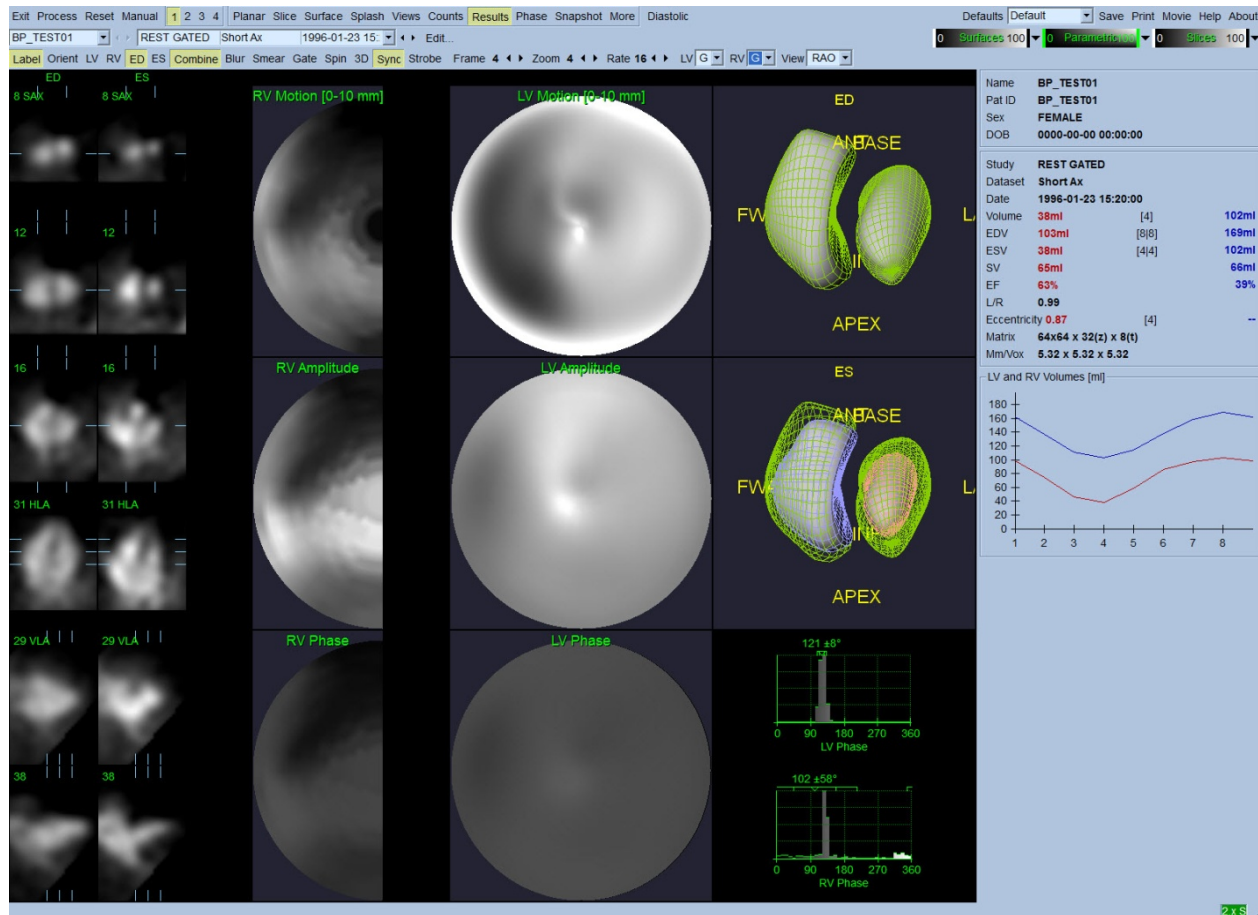 Exit Process Reset Manual 1 2 3 4 Planar Slice Surface Splash Views Counts Results Phase Snapshot More Diastolic Defaults Default Save Print Movie Help About
BP_TEST01 REST GATED Short Ax 1996-01-23 15: Edit... 0 Surfaces 100 0 Parametric 100 0 Slices 100
Label Orient LV RV ED ES Combine Blur Smear Gate Spin 3D Sync Strobe Frame 4 Zoom 4 Rate 16 LV G RV G View RAO
ED ES
8 SAX 8 SAX
12 12
16 16
31 HLA 31 HLA
29 VLA 29 VLA
38 38
RV Motion [0-10 mm] LV Motion [0-10 mm]
ED
ANT BASE
FW
INF
APEX
RV Amplitude LV Amplitude
ES
ANT BASE
FW
INF
APEX
RV Phase LV Phase
121 ±8°
0 90 180 270 360
LV Phase
102 ±58°
0 90 180 270 360
RV Phase
Name BP_TEST01
Pat ID BP_TEST01
Sex FEMALE
DOB 0000-00-00 00:00:00
Study REST GATED
Dataset Short Ax
Date 1996-01-23 15:20:00
Volume 38ml [4] 102ml
EDV 103ml [8|8] 169ml
ESV 38ml [4|4] 102ml
SV 65ml 66ml
EF 63% 39%
L/R 0.99
Eccentricity 0.87 [4] --
Matrix 64x64 x 32(z) x 8(t)
Mm/Vox 5.32 x 5.32 x 5.32
LV and RV Volumes [ml]
180
160
140
120
100
80
60
40
20
0
1 2 3 4 5 6 7 8
2 x S